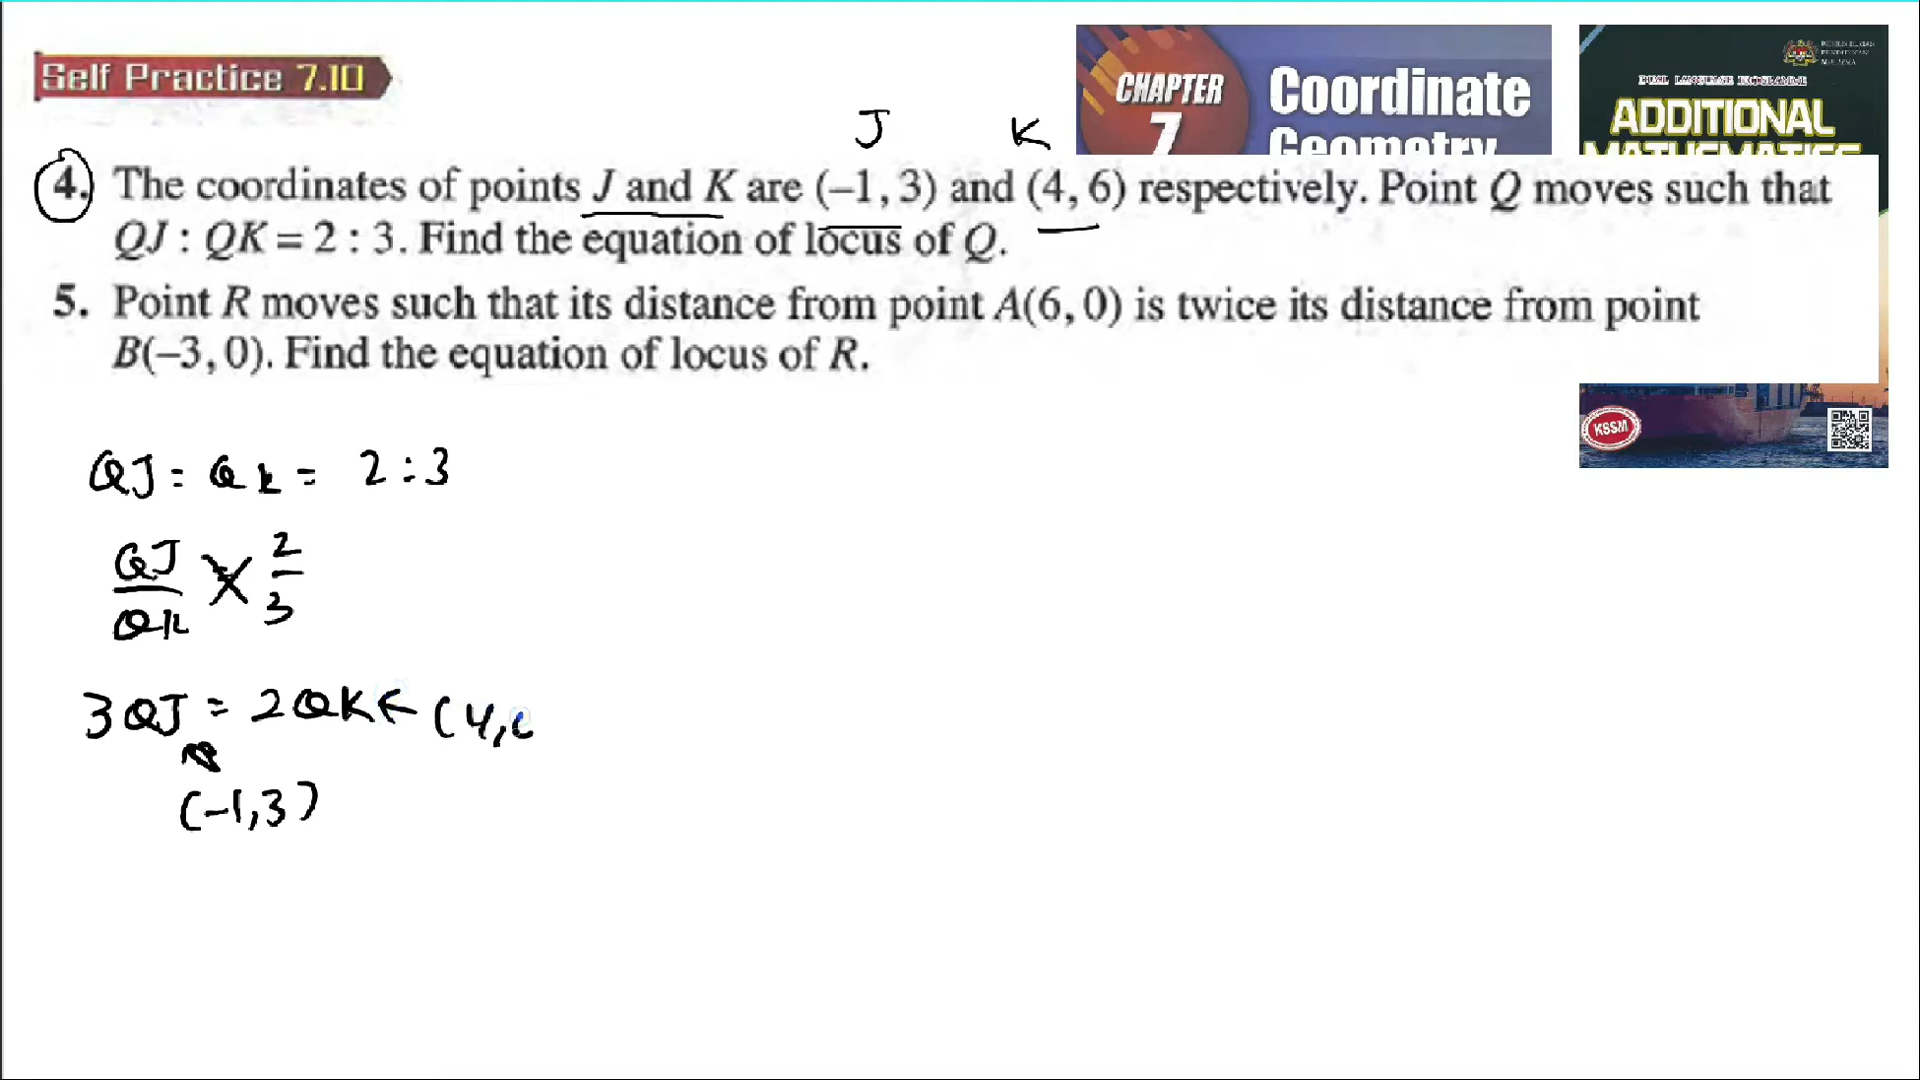 Self Practice 7.10
CHAPTER
7
Coordinate
Geometry
ADDITIONAL
MATHEMATICS
J K
4. The coordinates of points J and K are (–1, 3) and (4, 6) respectively. Point Q moves such that
QJ : QK = 2 : 3. Find the equation of locus of Q.
5. Point R moves such that its distance from point A(6, 0) is twice its distance from point
B(–3, 0). Find the equation of locus of R.
KSSM
QJ : QK = 2 : 3
QJ 2
QK 3
3QJ = 2QK ← (4,
(-1,3)